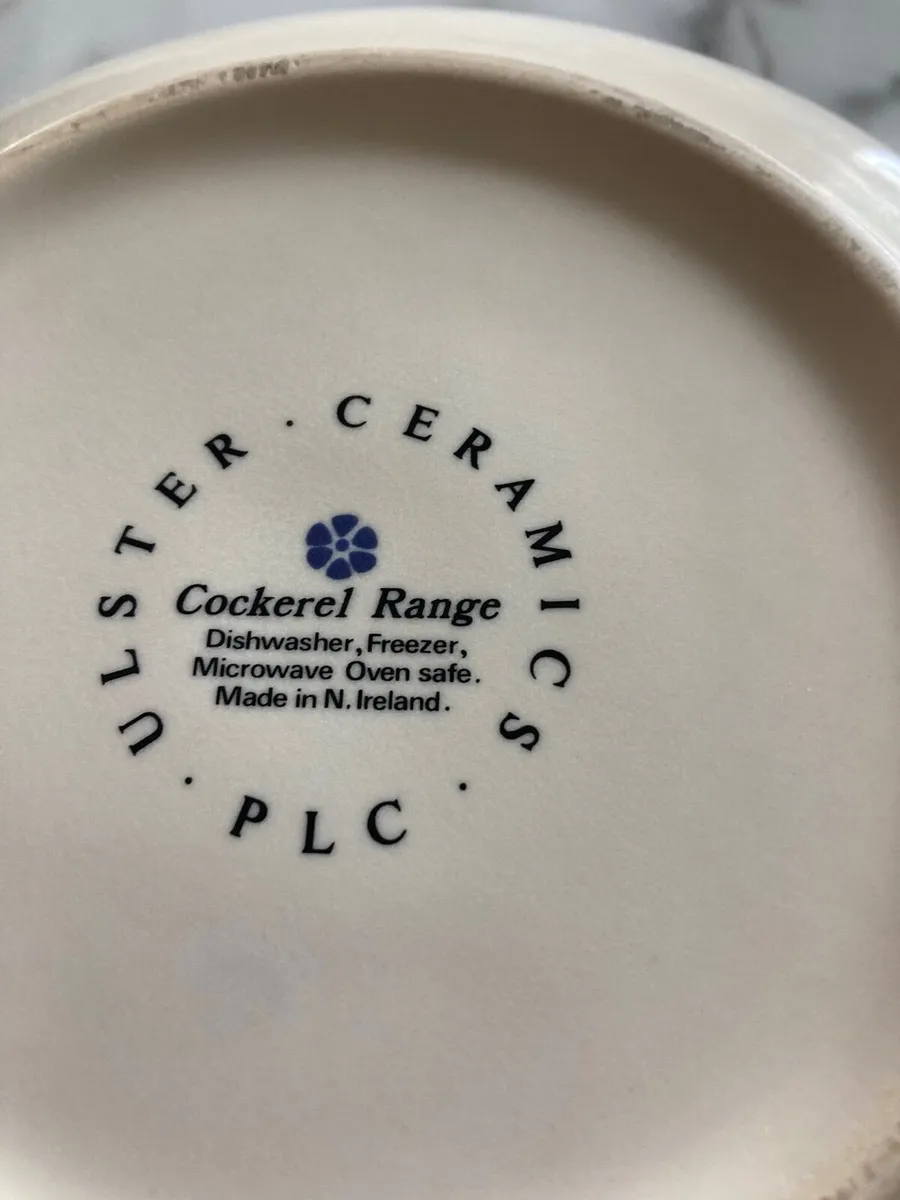 ULSTER · CERAMICS · PLC ·
Cockerel Range
Dishwasher, Freezer,
Microwave Oven safe.
Made in N. Ireland.